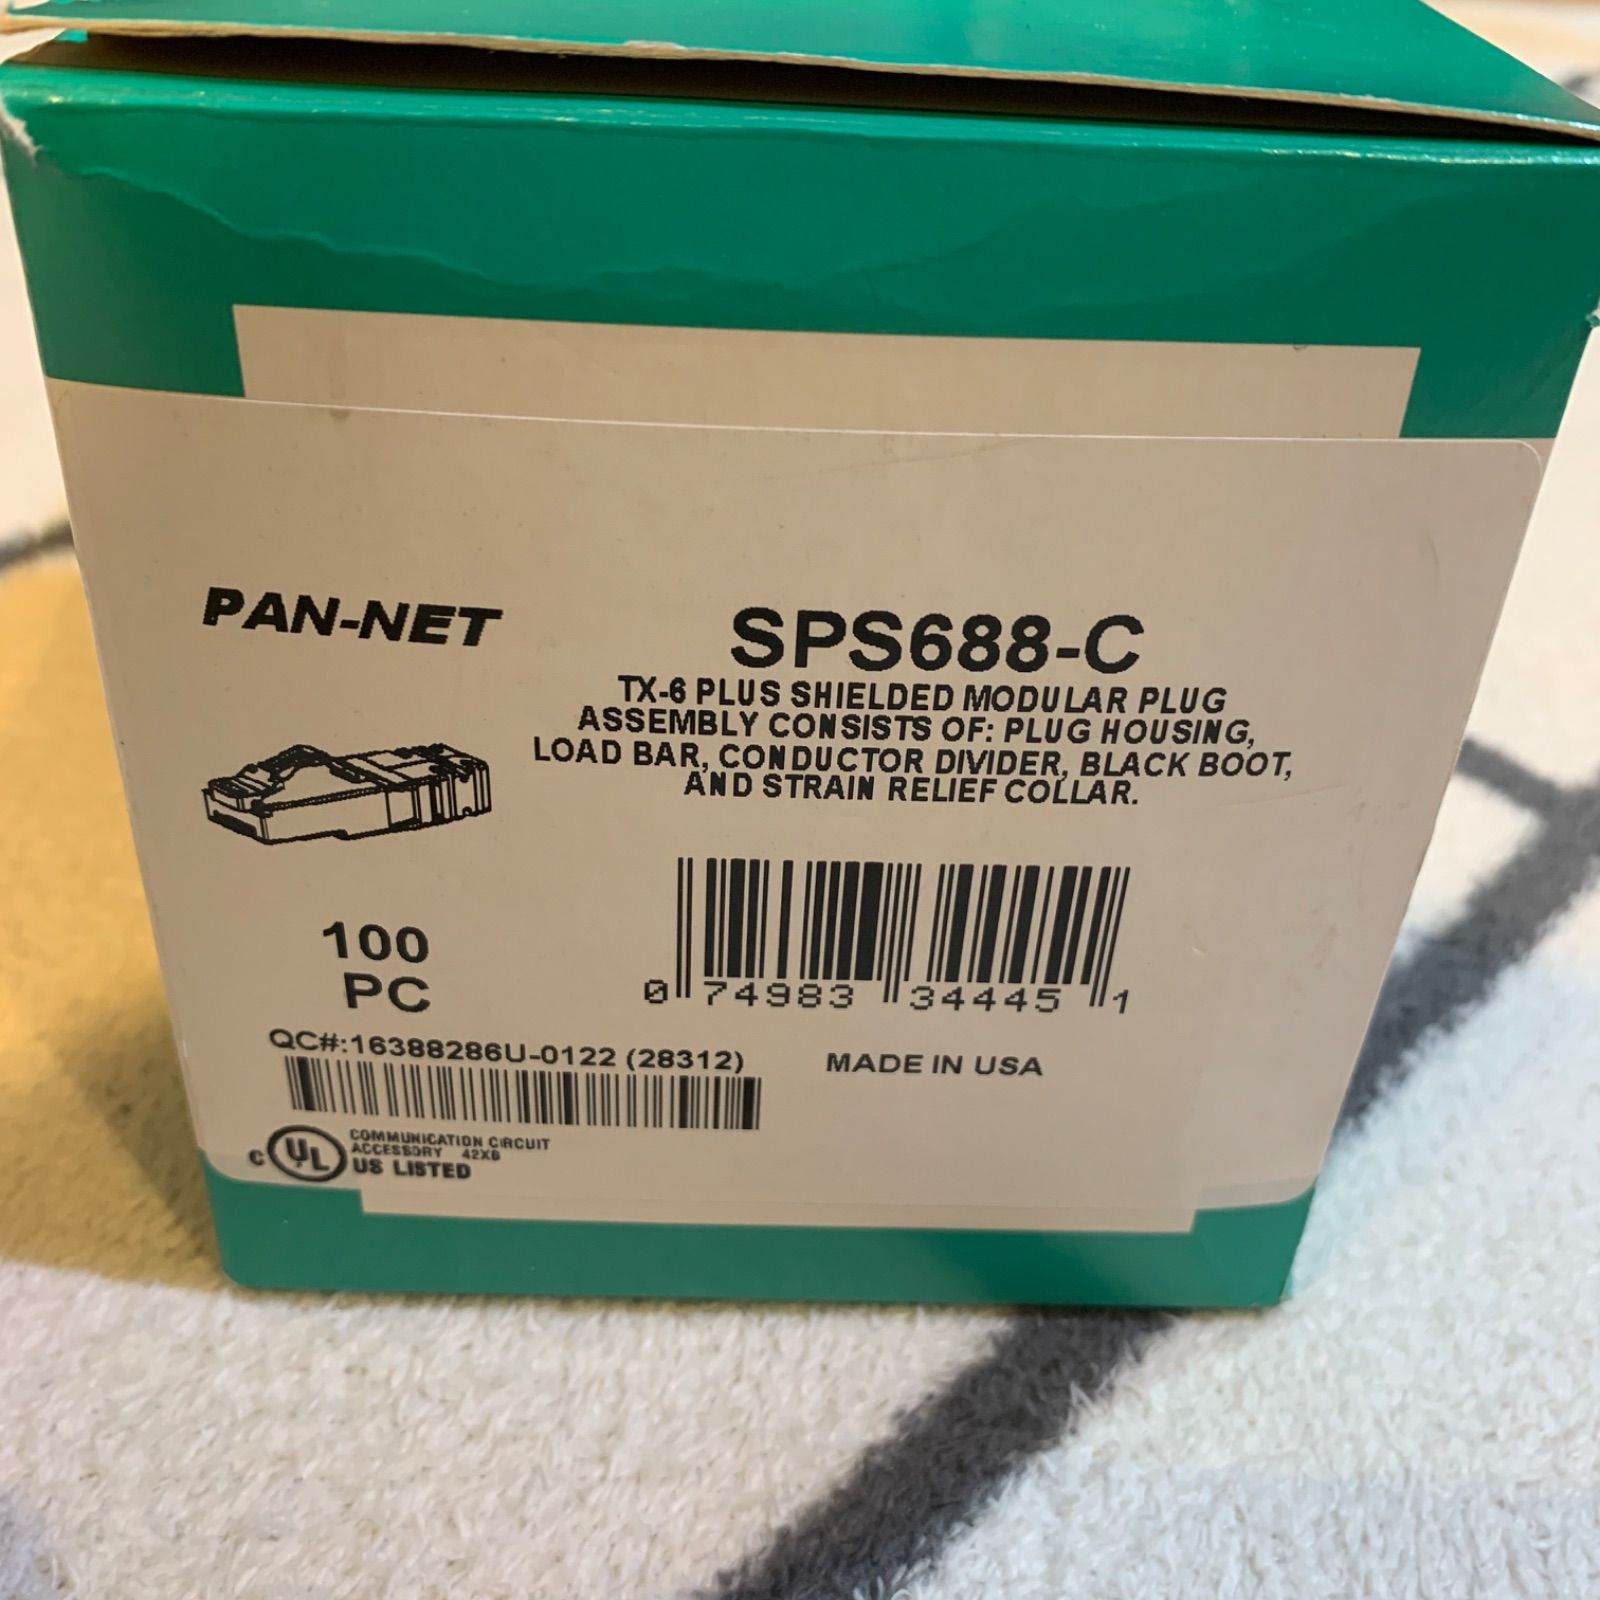 PAN-NET
SPS688-C
TX-6 PLUS SHIELDED MODULAR PLUG
ASSEMBLY CONSISTS OF: PLUG HOUSING,
LOAD BAR, CONDUCTOR DIVIDER, BLACK BOOT,
AND STRAIN RELIEF COLLAR.
100
PC
0 74983 34445 1
QC#:16388286U-0122 (28312)
MADE IN USA
C UL COMMUNICATION CIRCUIT
ACCESSORY 42X6
US LISTED